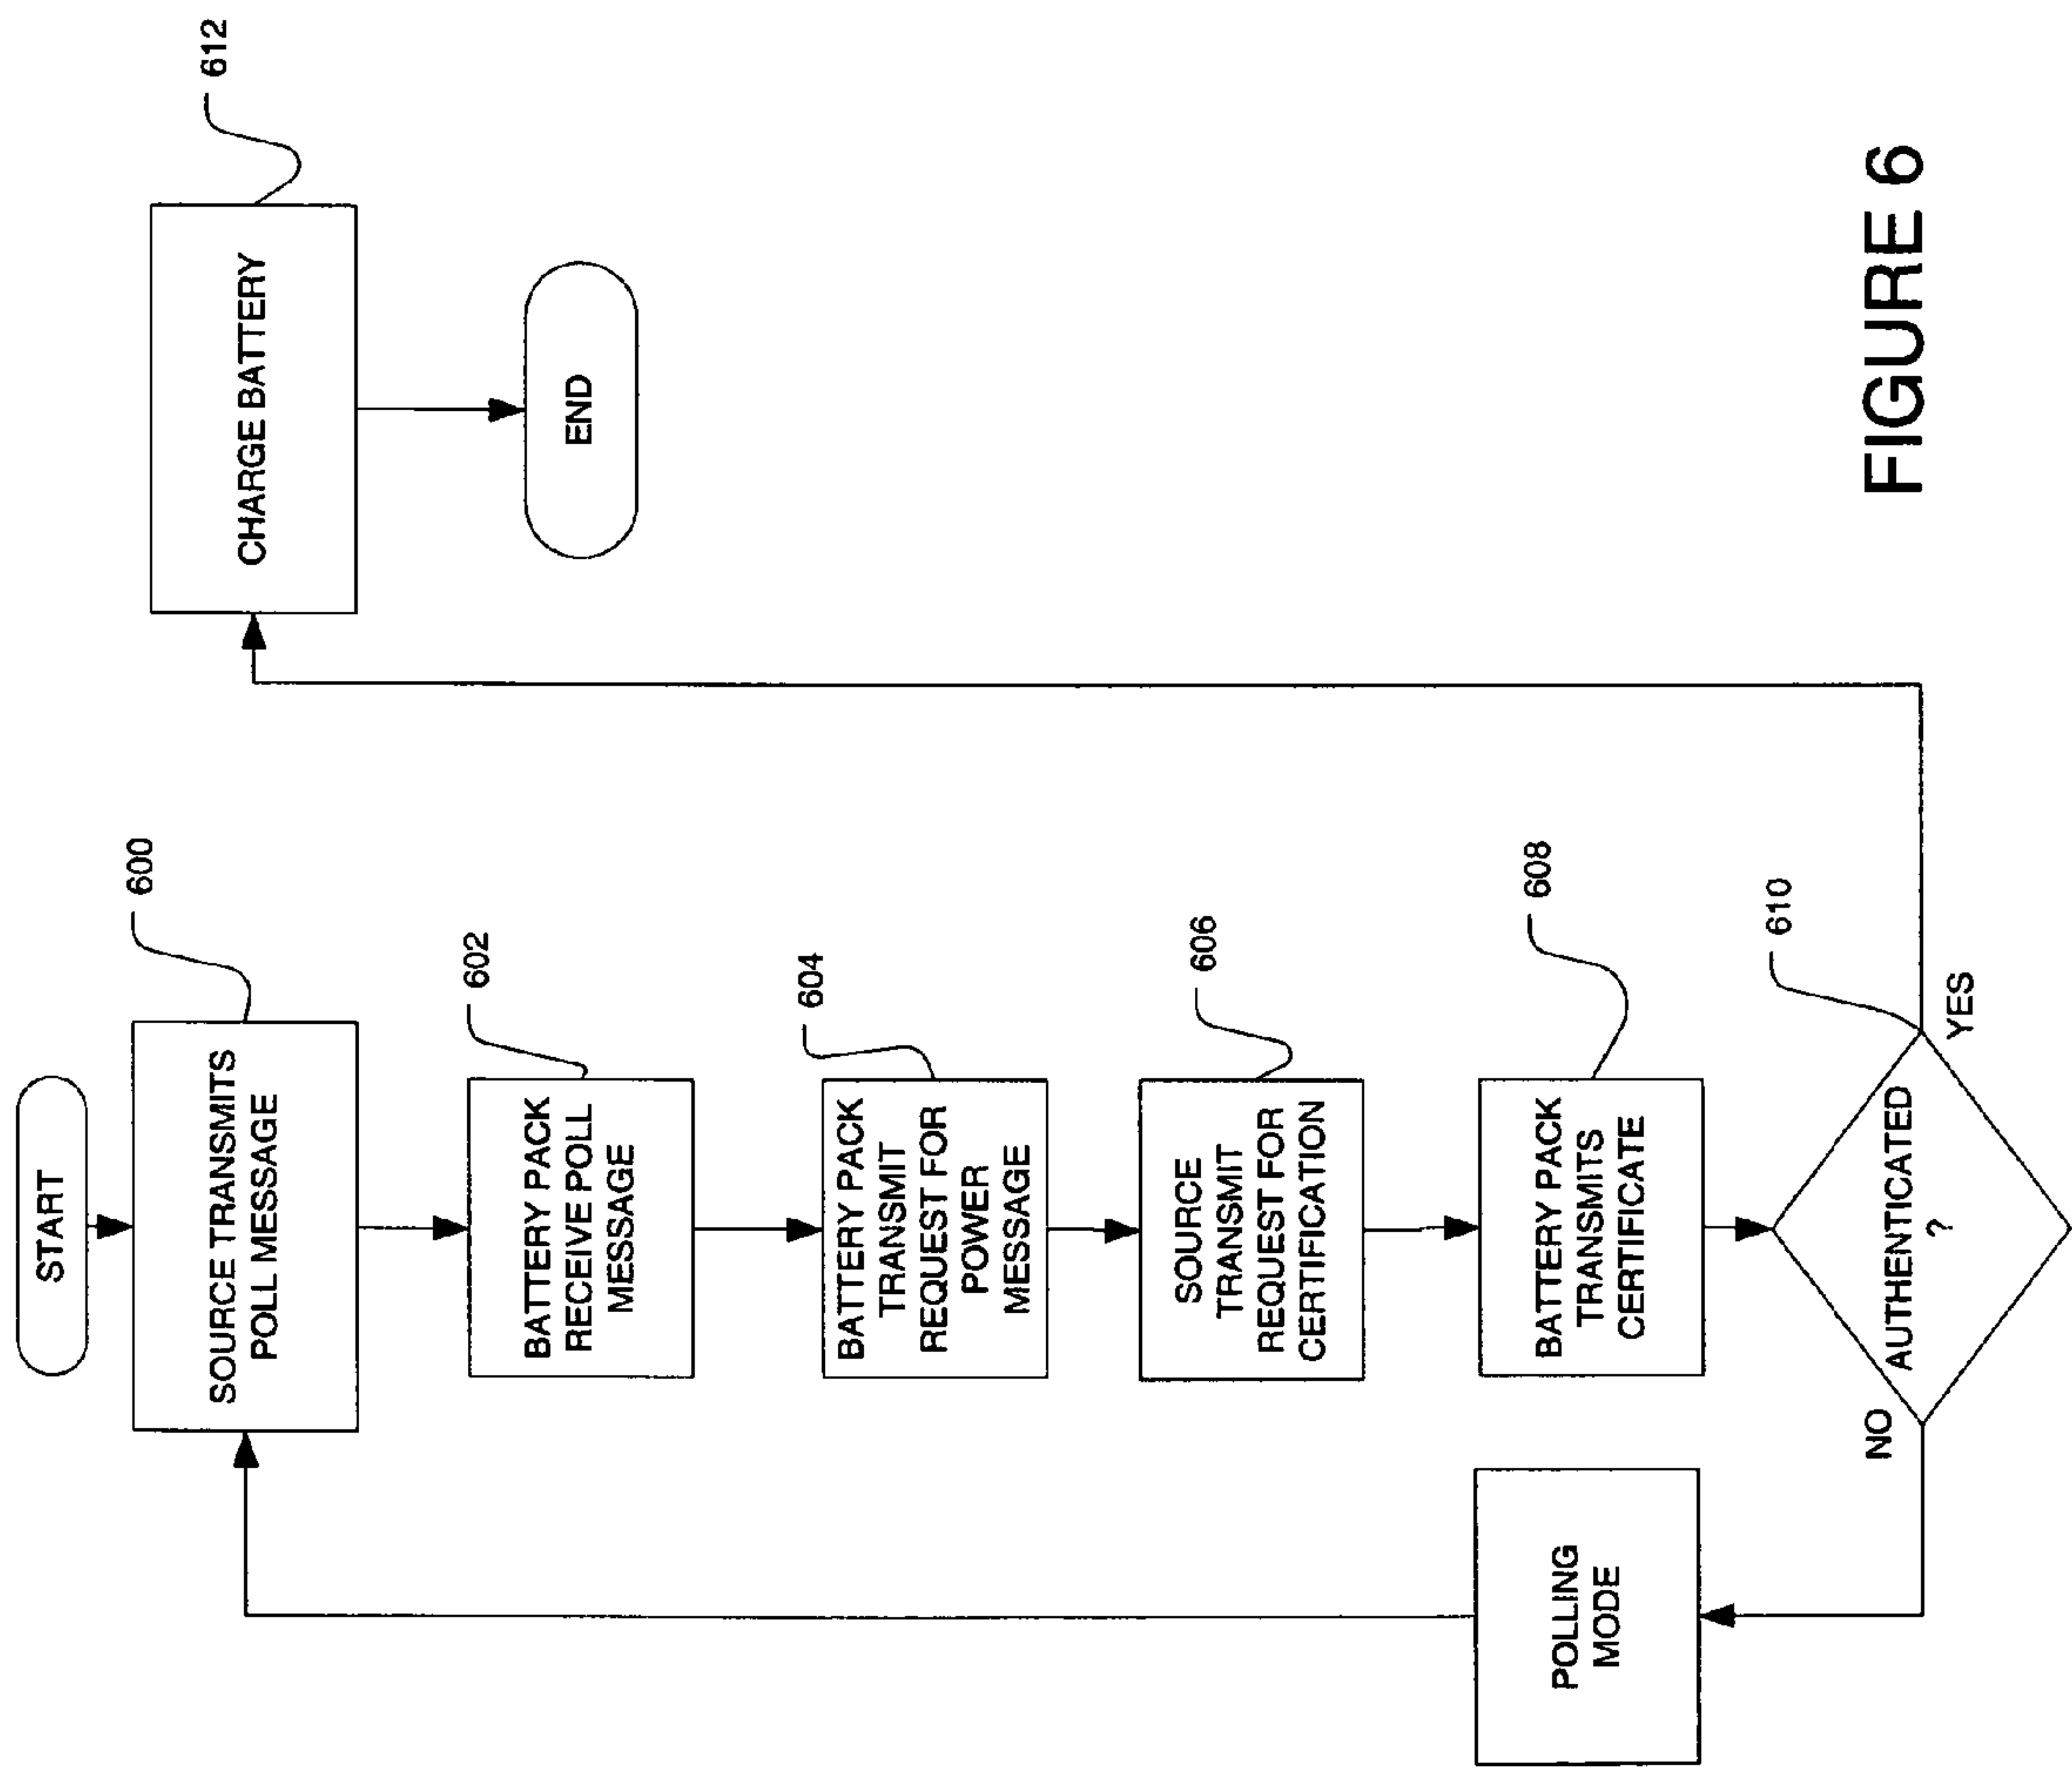 START
600
SOURCE TRANSMITS
POLL MESSAGE
602
BATTERY PACK
RECEIVE POLL
MESSAGE
604
BATTERY PACK
TRANSMIT
REQUEST FOR
POWER
MESSAGE
606
SOURCE
TRANSMIT
REQUEST FOR
CERTIFICATION
608
BATTERY PACK
TRANSMITS
CERTIFICATE
610
AUTHENTICATED
?
NO
YES
POLLING
MODE
612
CHARGE BATTERY
END
FIGURE 6